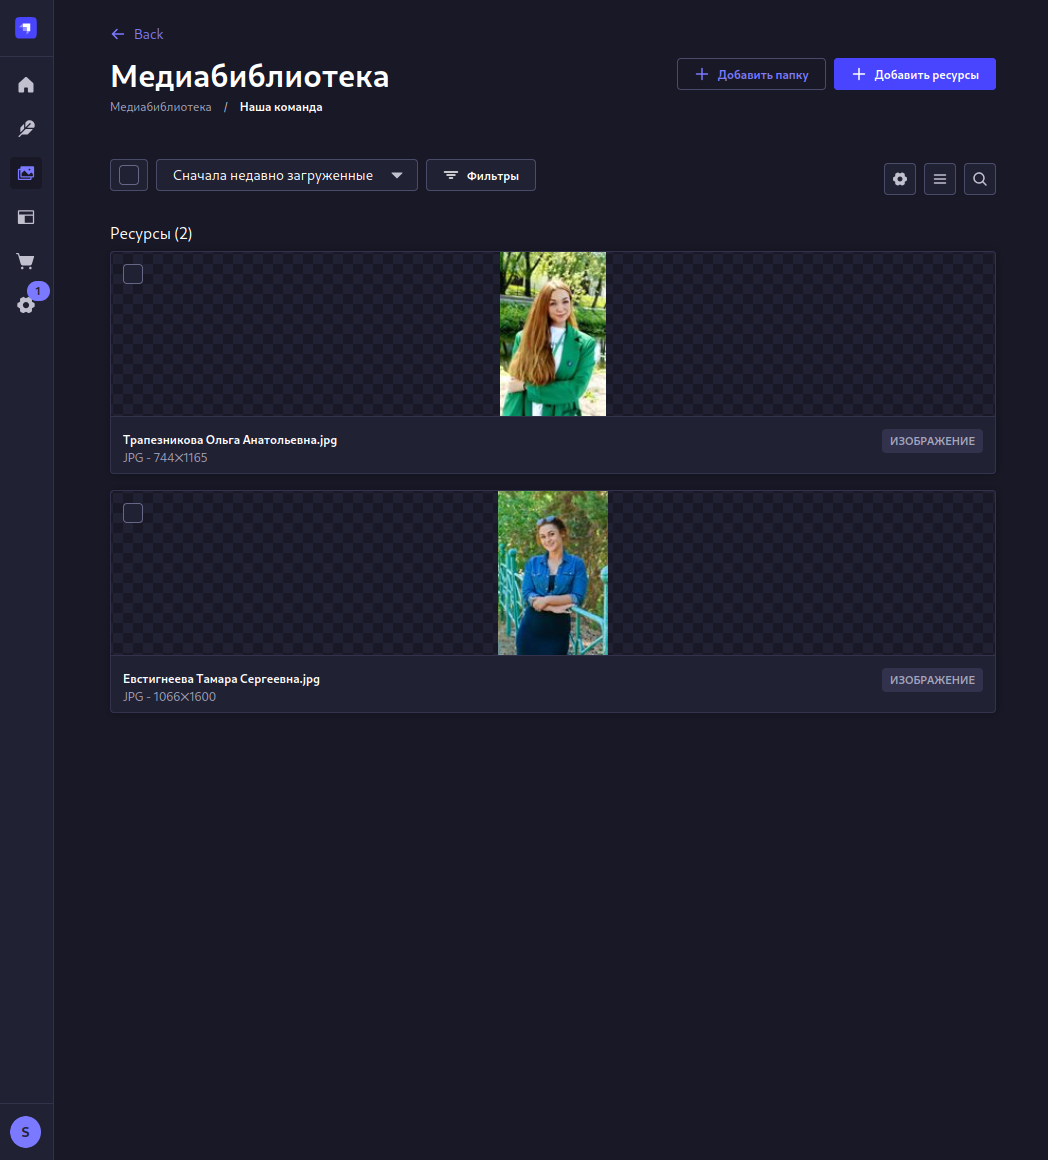 Back
Медиабиблиотека
Добавить папку
Добавить ресурсы
Медиабиблиотека / Наша команда
Сначала недавно загруженные
Фильтры
1
Ресурсы (2)
Трапезникова Ольга Анатольевна.jpg
ИЗОБРАЖЕНИЕ
JPG - 744✕1165
Евстигнеева Тамара Сергеевна.jpg
ИЗОБРАЖЕНИЕ
JPG - 1066✕1600
S